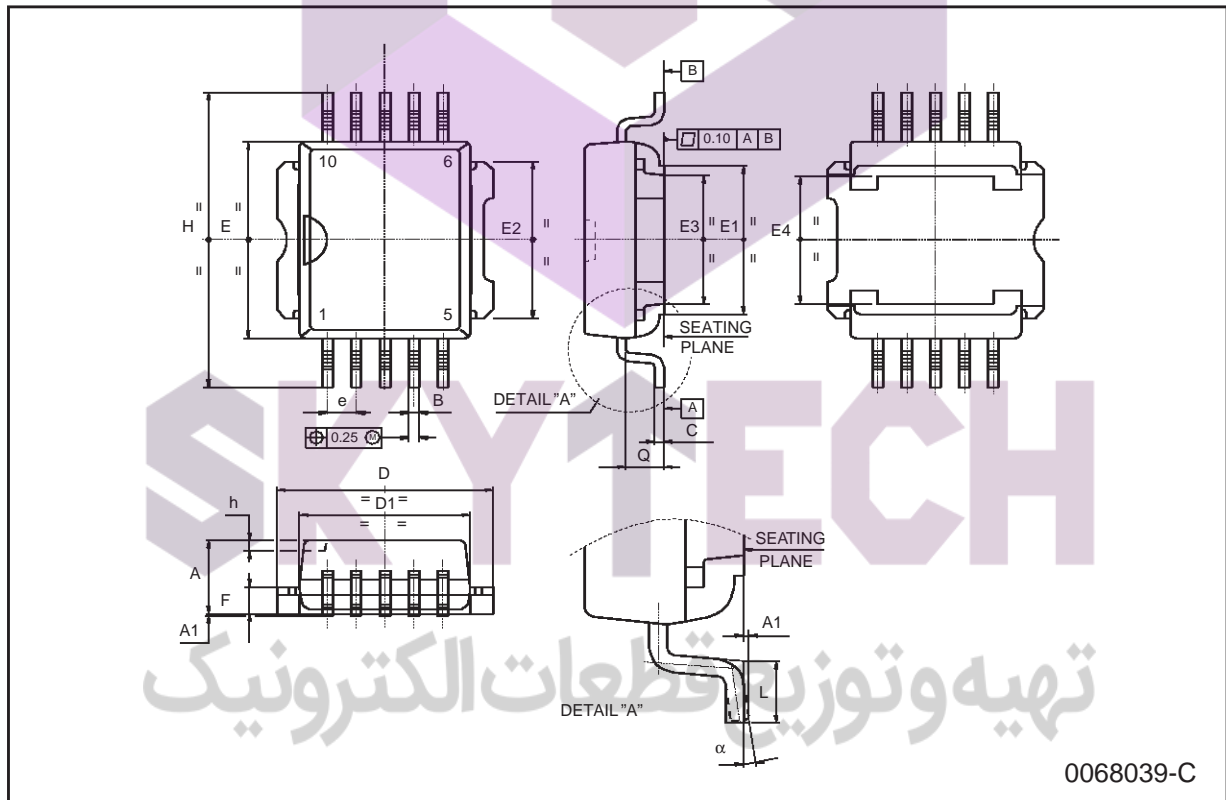 B
0.10 A B
10 6
H = = E = =
E2 = =
E3 = = E1 = =
E4 = =
1 5
SEATING
PLANE
e B
DETAIL "A"
A
C
0.25 M
Q
SKYTECH
D
= D1 =
= =
h
A
F
A1
SEATING
PLANE
A1
تهیه و توزیع قطعات الکترونیک
L
DETAIL "A"
α
0068039-C